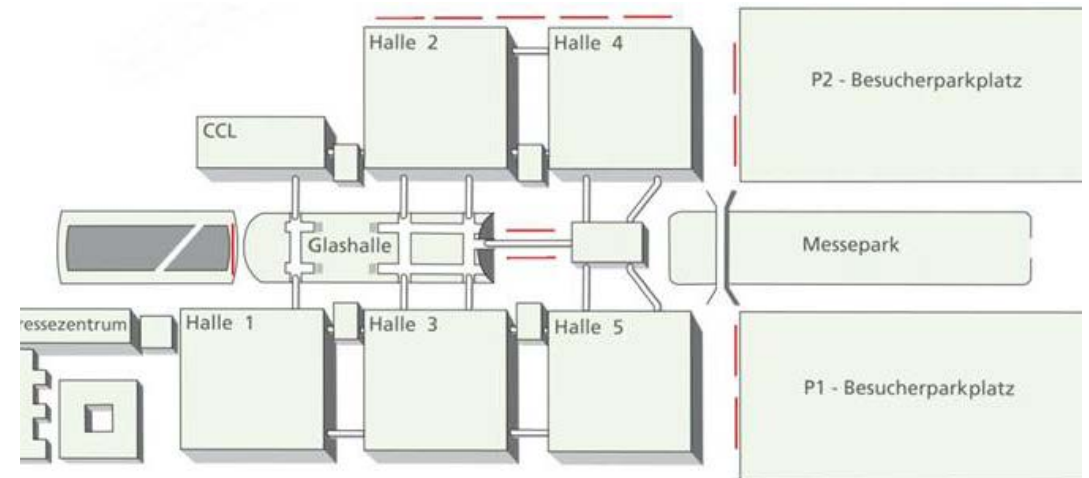 Halle 2
Halle 4
P2 - Besucherparkplatz
CCL
Glashalle
Messepark
ressezentrum
Halle 1
Halle 3
Halle 5
P1 - Besucherparkplatz